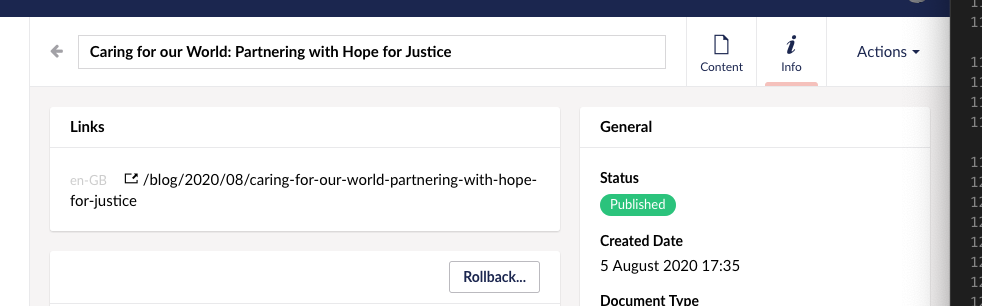 Caring for our World: Partnering with Hope for Justice
Content
Info
Actions
Links
en-GB /blog/2020/08/caring-for-our-world-partnering-with-hope-
for-justice
Rollback...
General
Status
Published
Created Date
5 August 2020 17:35
Document Type